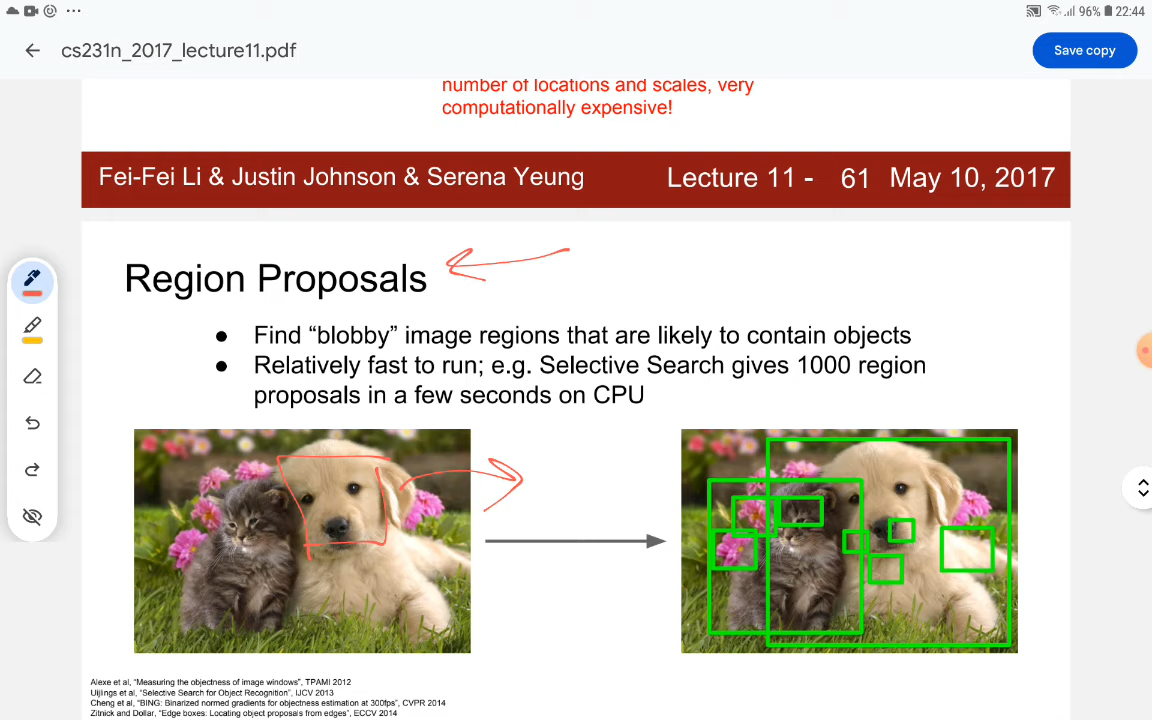 96% 22:44
cs231n_2017_lecture11.pdf
Save copy
number of locations and scales, very
computationally expensive!
Fei-Fei Li & Justin Johnson & Serena Yeung Lecture 11 - 61 May 10, 2017
Region Proposals
● Find “blobby” image regions that are likely to contain objects
● Relatively fast to run; e.g. Selective Search gives 1000 region
proposals in a few seconds on CPU
Alexe et al, “Measuring the objectness of image windows”, TPAMI 2012
Uijlings et al, “Selective Search for Object Recognition”, IJCV 2013
Cheng et al, “BING: Binarized normed gradients for objectness estimation at 300fps”, CVPR 2014
Zitnick and Dollar, “Edge boxes: Locating object proposals from edges”, ECCV 2014